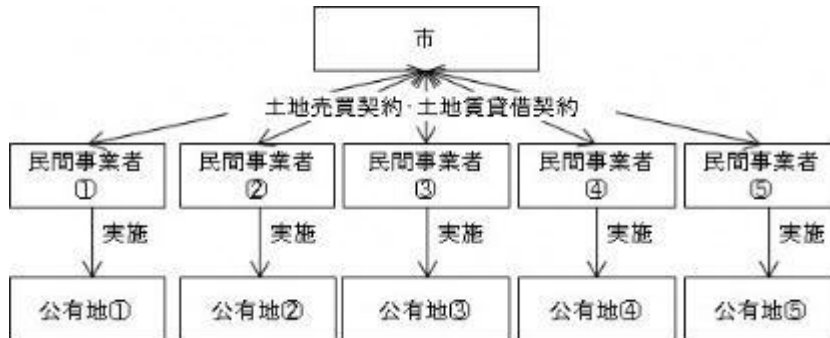 市
土地売買契約・土地賃貸借契約
民間事業者
①
民間事業者
②
民間事業者
③
民間事業者
④
民間事業者
⑤
実施
実施
実施
実施
実施
公有地①
公有地②
公有地③
公有地④
公有地⑤